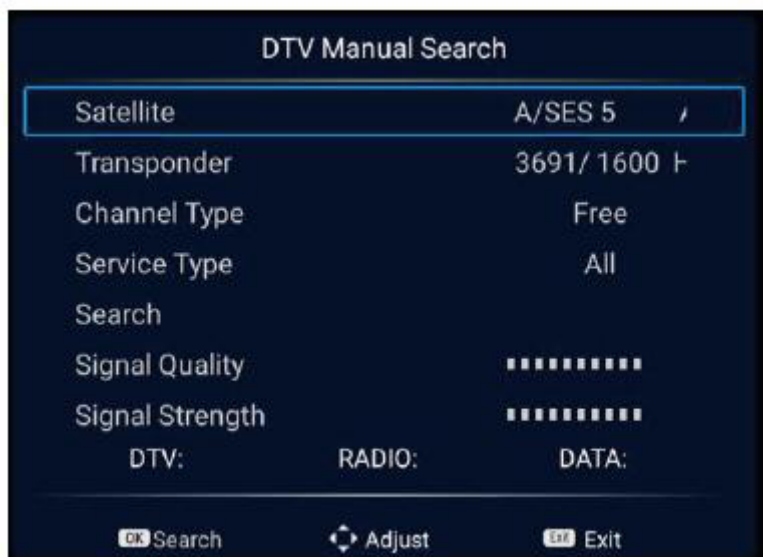 DTV Manual Search
Satellite A/SES 5
Transponder 3691/ 1600
Channel Type Free
Service Type All
Search
Signal Quality
Signal Strength
DTV: RADIO: DATA:
OK Search Adjust Exit Exit